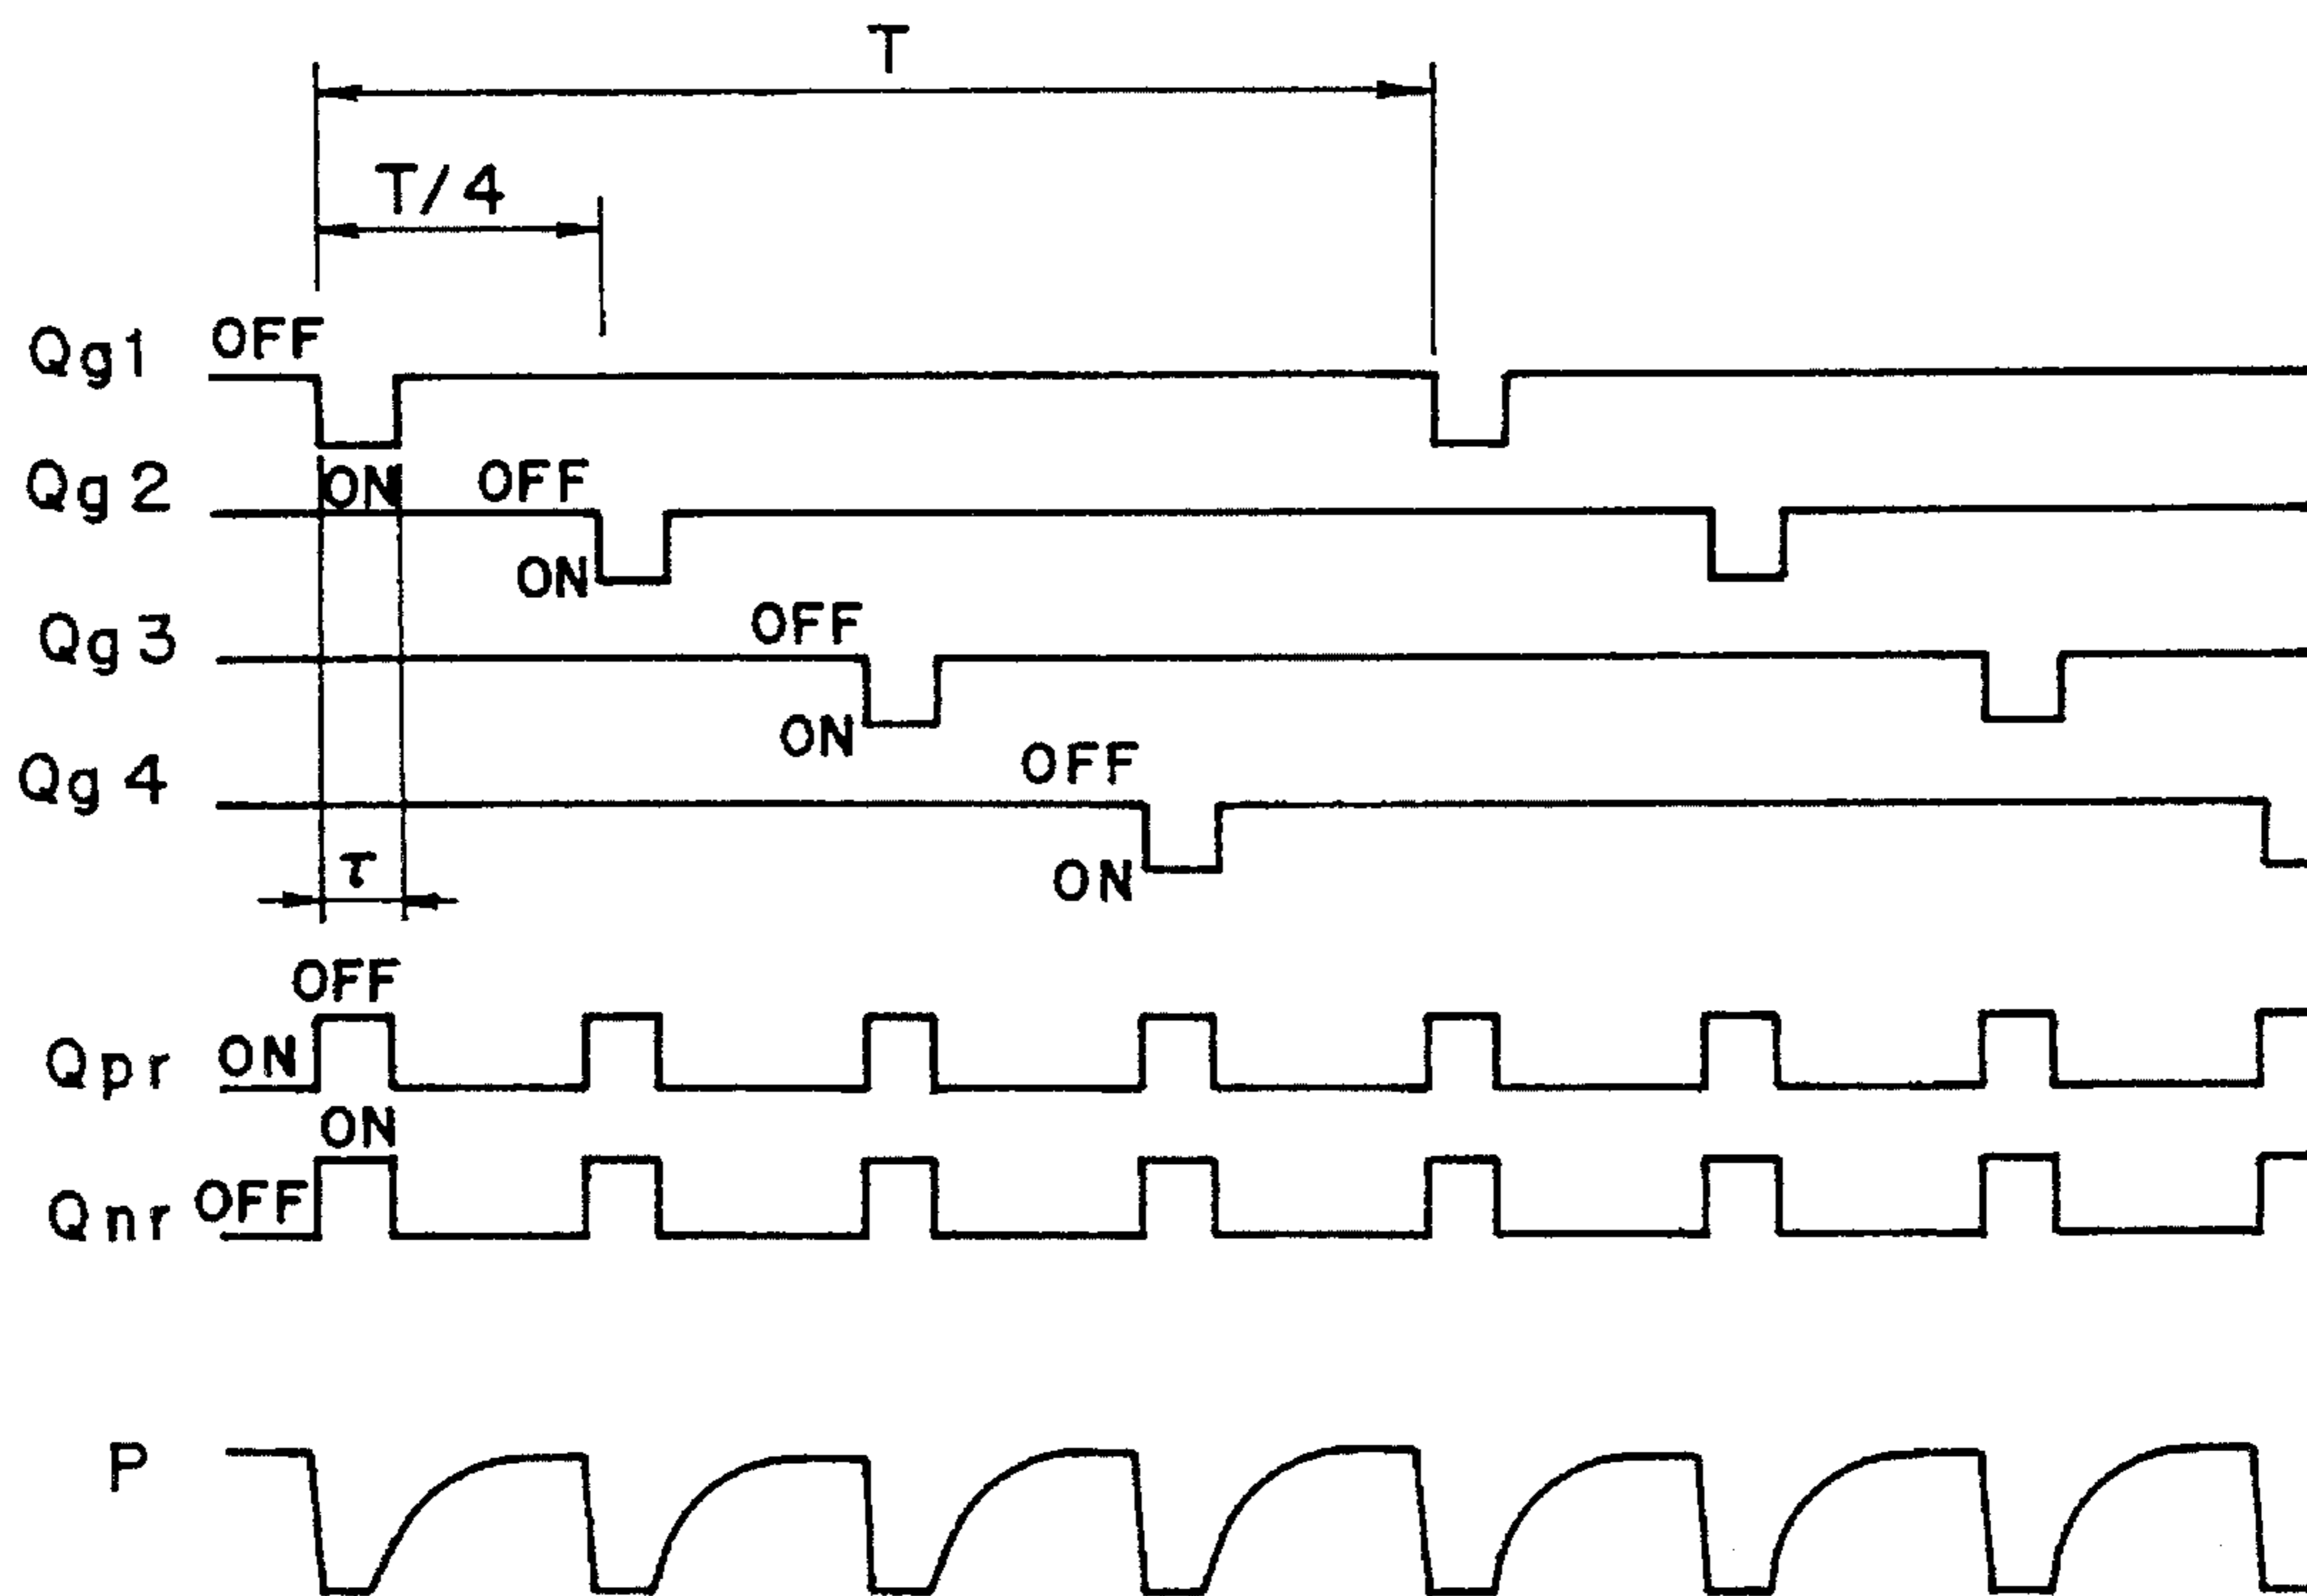 T
T/4
Qg1 OFF
Qg2 ON OFF
ON
Qg3 OFF
ON
Qg4 OFF
τ ON
OFF
Qpr ON
ON
Qnr OFF
P